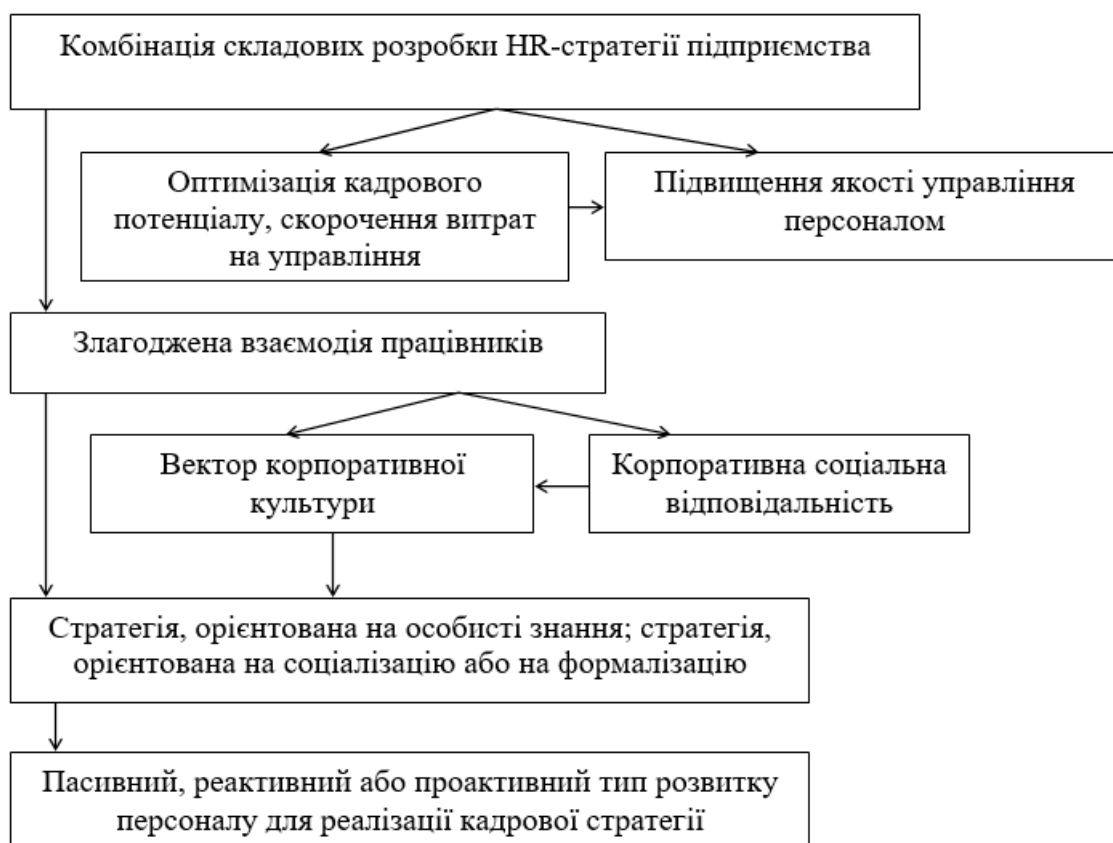 Комбінація складових розробки HR-стратегії підприємства
Оптимізація кадрового
потенціалу, скорочення витрат
на управління
Підвищення якості управління
персоналом
Злагоджена взаємодія працівників
Вектор корпоративної
культури
Корпоративна соціальна
відповідальність
Стратегія, орієнтована на особисті знання; стратегія,
орієнтована на соціалізацію або на формалізацію
Пасивний, реактивний або проактивний тип розвитку
персоналу для реалізації кадрової стратегії